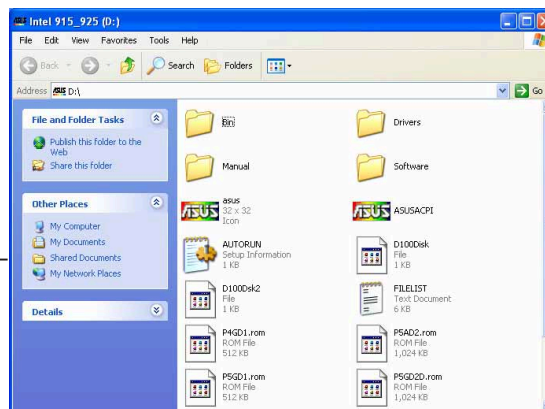 Intel 915_925 (D:)
File Edit View Favorites Tools Help
Back Search Folders
Address D:\ Go
File and Folder Tasks
Publish this folder to the
Web
Share this folder
Other Places
My Computer
My Documents
Shared Documents
My Network Places
Details
Bin
Drivers
Manual
Software
asus
32 x 32
Icon
ASUSACPI
AUTORUN
Setup Information
1 KB
D100Disk
File
1 KB
D100Dsk2
File
1 KB
FILELIST
Text Document
6 KB
P4GD1.rom
ROM File
512 KB
P5AD2.rom
ROM File
1,024 KB
P5GD1.rom
ROM File
512 KB
P5GD2D.rom
ROM File
1,024 KB